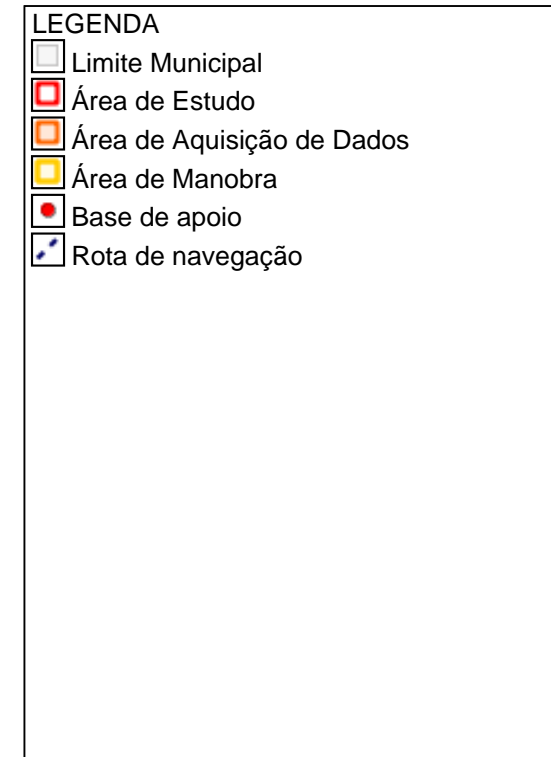 LEGENDA
Limite Municipal
Área de Estudo
Área de Aquisição de Dados
Área de Manobra
Base de apoio
Rota de navegação